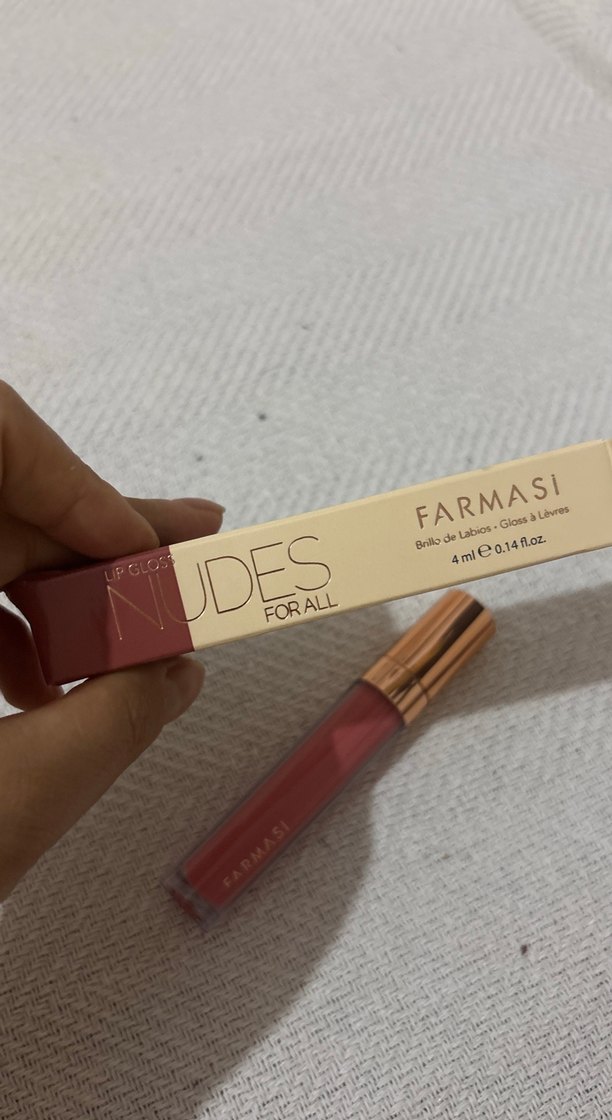 LIP GLOSS
NUDES
FOR ALL
FARMASi
Brillo de Labios • Gloss à Lèvres
4 ml ℮ 0.14 fl.oz.
FARMASi